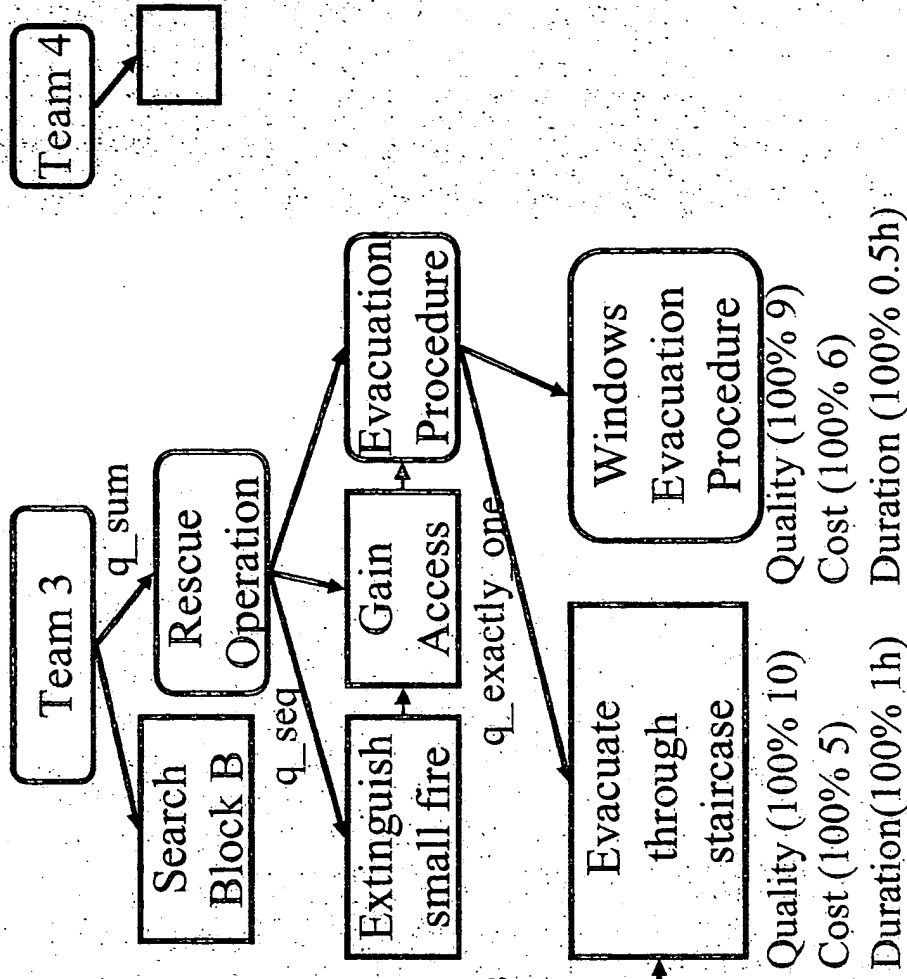 Team 3
Team 4
q_sum
Search
Block B
Rescue
Operation
q_seq
Extinguish
small fire
Gain
Access
Evacuation
Procedure
q_exactly_one
Evacuate
through
staircase
Windows
Evacuation
Procedure
Quality (100% 10)
Cost (100% 5)
Duration(100% 1h)
Quality (100% 9)
Cost (100% 6)
Duration (100% 0.5h)